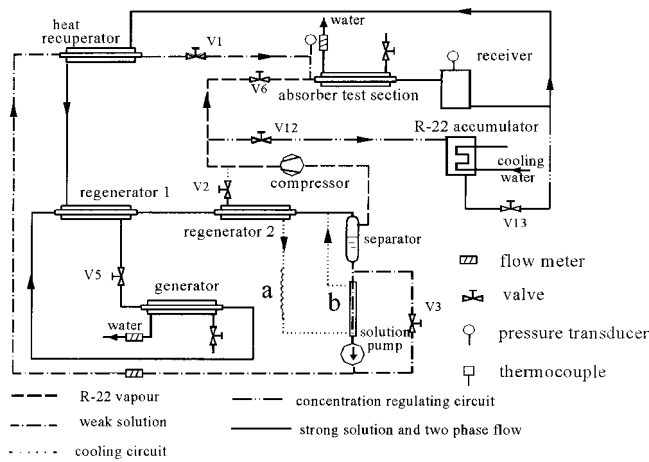 water
heat
recuperator
V1
V6
absorber test section
receiver
V12
R-22 accumulator
cooling
water
V2
compressor
V13
regenerator 1
regenerator 2
separator
V5
a
b
V3
generator
water
solution
pump
flow meter
valve
pressure transducer
thermocouple
R-22 vapour
concentration regulating circuit
weak solution
strong solution and two phase flow
cooling circuit